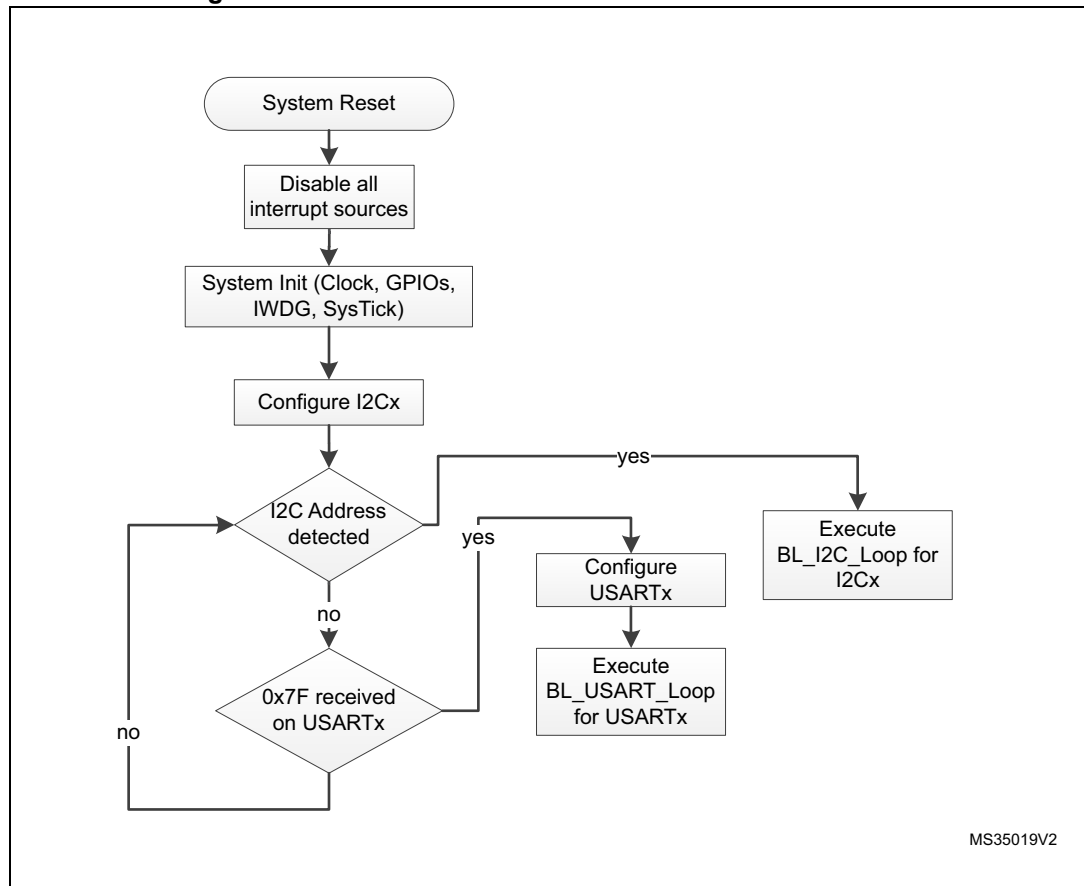 System Reset
Disable all
interrupt sources
System Init (Clock, GPIOs,
IWDG, SysTick)
Configure I2Cx
I2C Address
detected
yes
Execute
BL_I2C_Loop for
I2Cx
yes
Configure
USARTx
no
Execute
BL_USART_Loop
for USARTx
0x7F received
on USARTx
no
MS35019V2